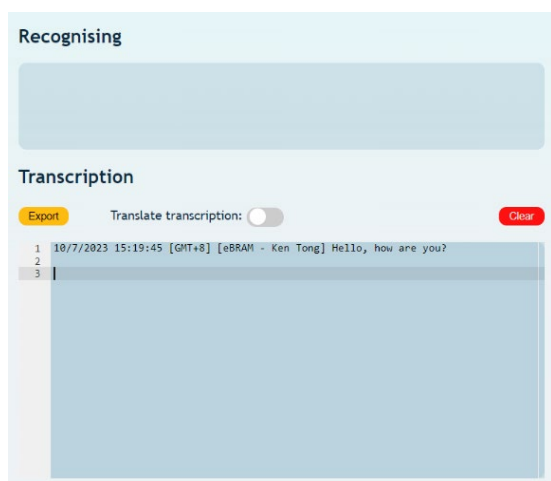 Recognising
Transcription
Export Translate transcription: Clear
1 10/7/2023 15:19:45 [GMT+8] [eBRAM - Ken Tong] Hello, how are you?
2
3